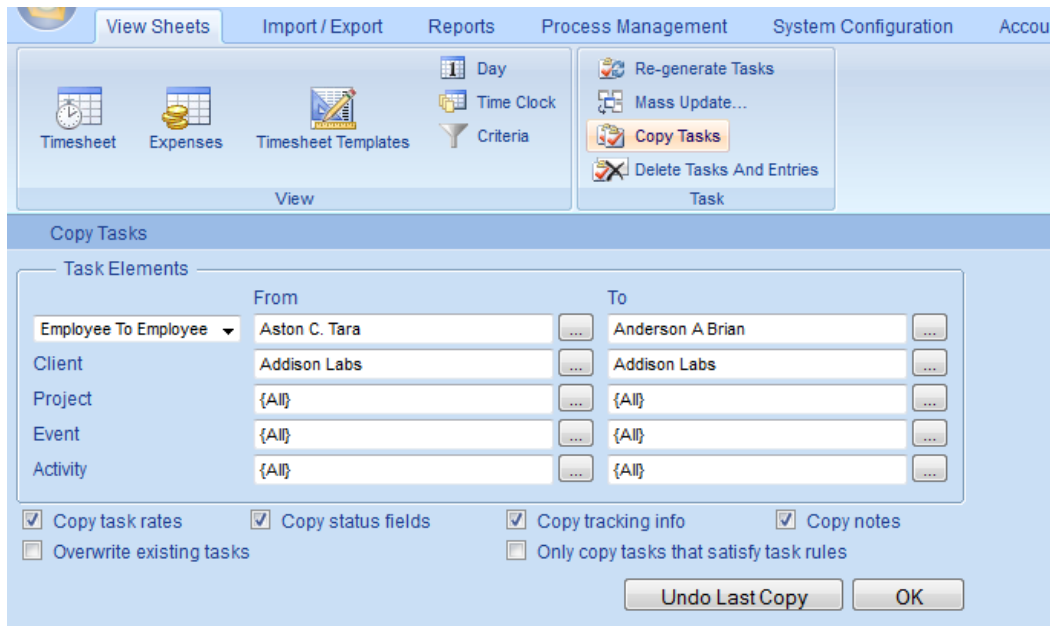 View Sheets Import / Export Reports Process Management System Configuration Accou
Day Re-generate Tasks
Time Clock Mass Update...
Timesheet Expenses Timesheet Templates Criteria Copy Tasks
Delete Tasks And Entries
View Task
Copy Tasks
Task Elements
From To
Employee To Employee Aston C. Tara ... Anderson A Brian ...
Client Addison Labs ... Addison Labs ...
Project {All} ... {All} ...
Event {All} ... {All} ...
Activity {All} ... {All} ...
Copy task rates Copy status fields Copy tracking info Copy notes
Overwrite existing tasks Only copy tasks that satisfy task rules
Undo Last Copy OK